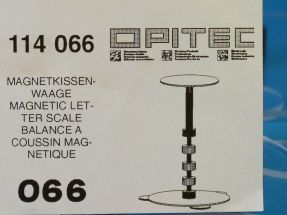 114 066
OPITEC
MAGNETKISSEN-
WAAGE
MAGNETIC LET-
TER SCALE
BALANCE A
COUSSIN MAG-
NETIQUE
066